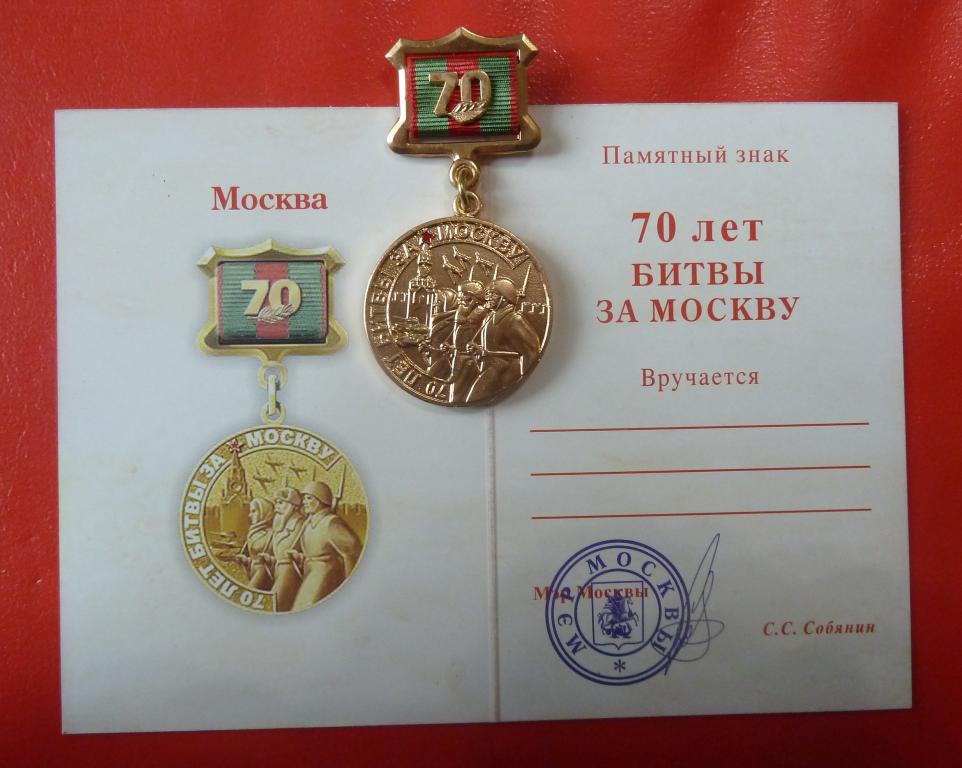 70
70 ЛЕТ БИТВЫ ЗА МОСКВУ
Москва
70
70 ЛЕТ БИТВЫ ЗА МОСКВУ
Памятный знак
70 лет
БИТВЫ
ЗА МОСКВУ
Вручается
Мэр Москвы
МЭР МОСКВЫ
С.С. Собянин